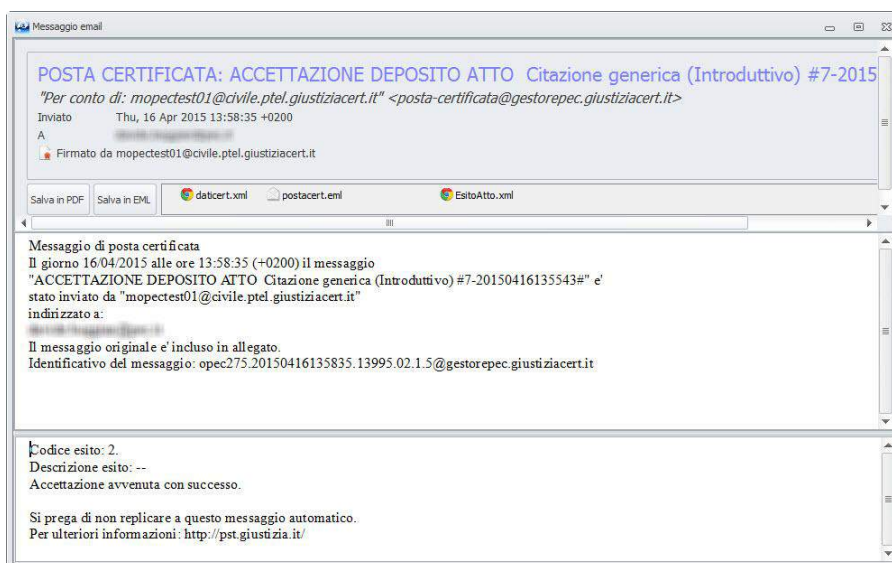 Messaggio email
POSTA CERTIFICATA: ACCETTAZIONE DEPOSITO ATTO Citazione generica (Introduttivo) #7-2015
"Per conto di: mopectest01@civile.ptel.giustiziacert.it" <posta-certificata@gestorepec.giustiziacert.it>
Inviato Thu, 16 Apr 2015 13:58:35 +0200
A
Firmato da mopectest01@civile.ptel.giustiziacert.it
Salva in PDF Salva in EML daticert.xml postacert.eml EsitoAtto.xml
Messaggio di posta certificata
Il giorno 16/04/2015 alle ore 13:58:35 (+0200) il messaggio
"ACCETTAZIONE DEPOSITO ATTO Citazione generica (Introduttivo) #7-20150416135543#" e'
stato inviato da "mopectest01@civile.ptel.giustiziacert.it"
indirizzato a:
Il messaggio originale e' incluso in allegato.
Identificativo del messaggio: opec275.20150416135835.13995.02.1.5@gestorepec.giustiziacert.it
Codice esito: 2.
Descrizione esito: --
Accettazione avvenuta con successo.
Si prega di non replicare a questo messaggio automatico.
Per ulteriori informazioni: http://pst.giustizia.it/